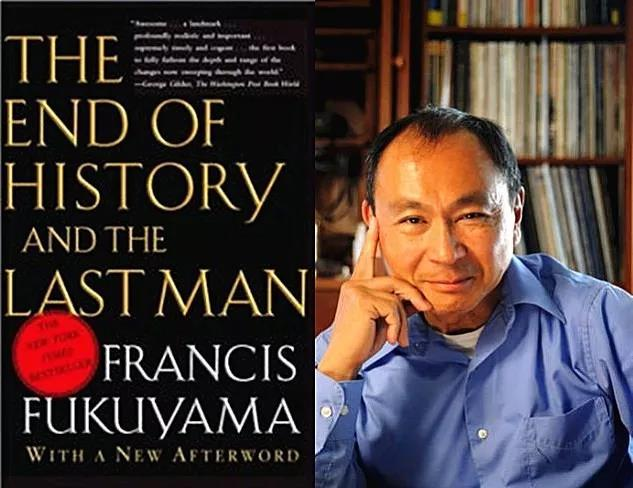 "Awesome . . . a landmark . . .
profoundly realistic and important . . .
supremely timely and cogent . . . the first book
to fully fathom the depth and range of the
changes now sweeping through the world."
—George Gilder, The Washington Post Book World
THE
END OF
HISTORY
AND THE
LAST MAN
THE
NEW YORK
TIMES
BESTSELLER
FRANCIS
FUKUYAMA
WITH A NEW AFTERWORD